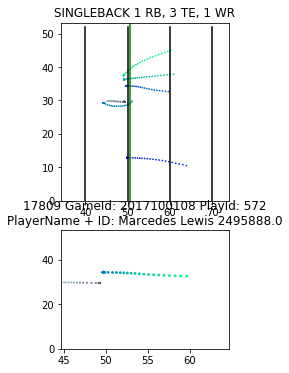 SINGLEBACK 1 RB, 3 TE, 1 WR
50
40
30
20
10
0
40 50 60 70
17809 GameId: 2017100108 PlayId: 572
PlayerName + ID: Marcedes Lewis 2495888.0
40
20
0
45 50 55 60